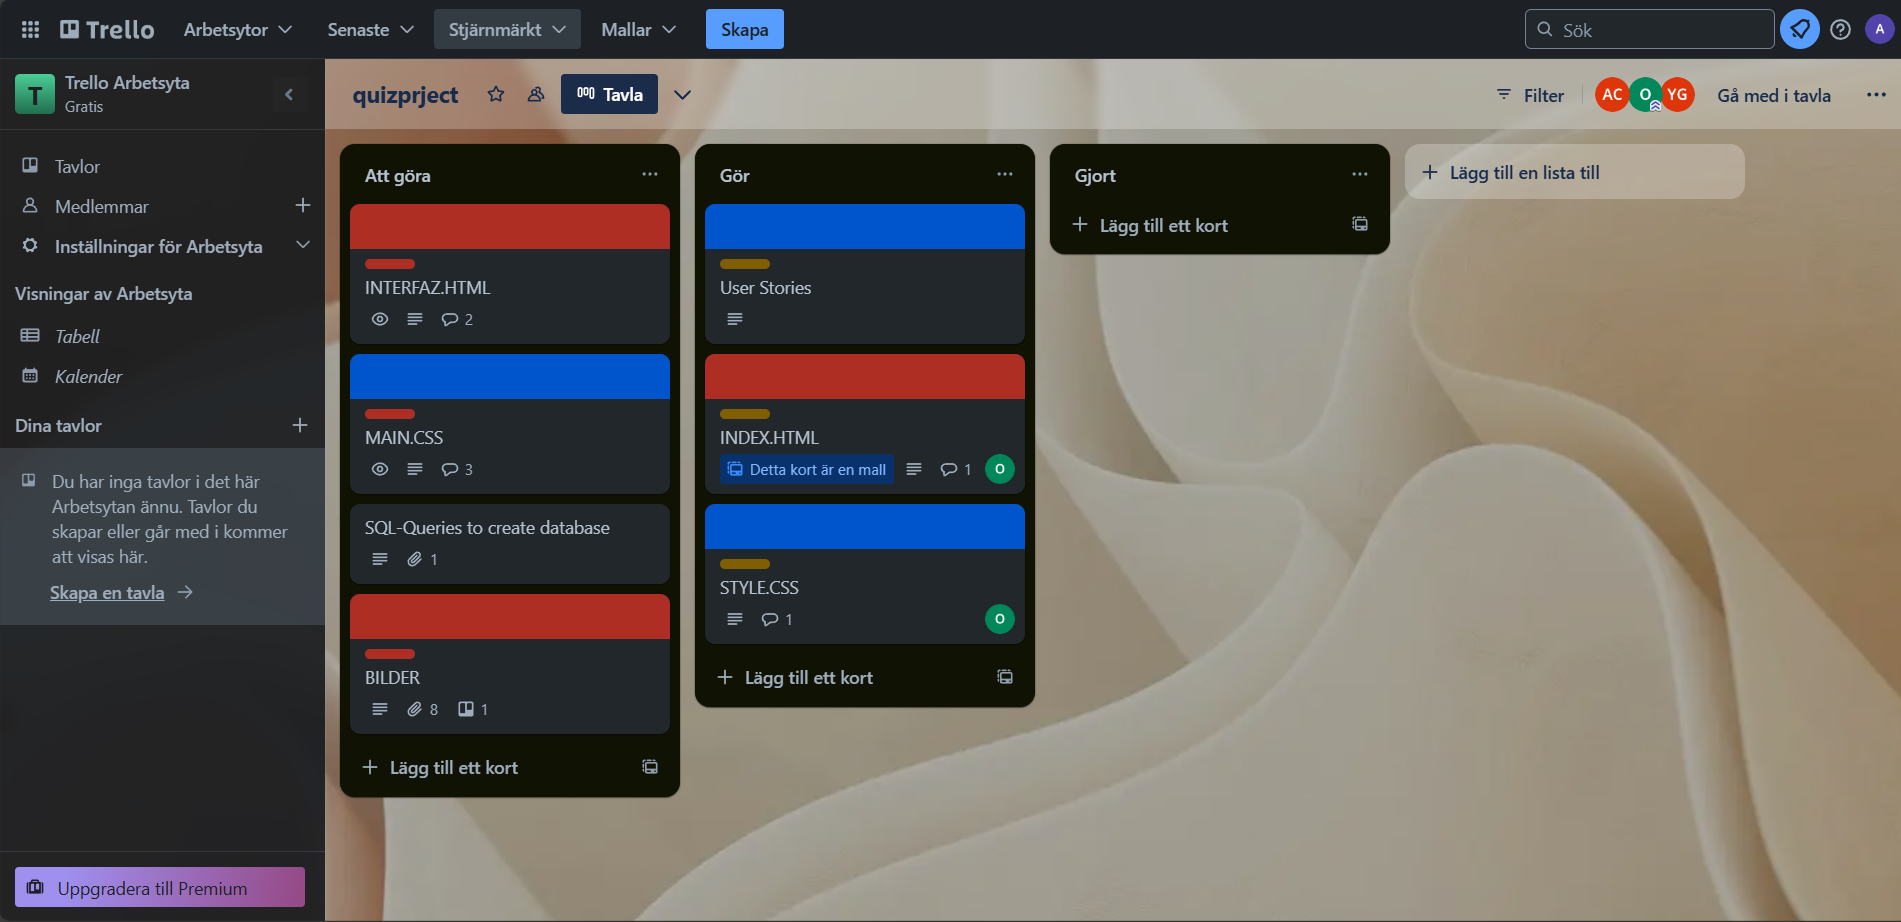 Trello
Arbetsytor
Senaste
Stjärnmärkt
Mallar
Skapa
Sök
A
T
Trello Arbetsyta
Gratis
quizprject
Tavla
Filter
AC
O
YG
Gå med i tavla
Tavlor
Medlemmar
Inställningar för Arbetsyta
Visningar av Arbetsyta
Tabell
Kalender
Dina tavlor
Du har inga tavlor i det här
Arbetsytan ännu. Tavlor du
skapar eller går med i kommer
att visas här.
Skapa en tavla
Uppgradera till Premium
Att göra
INTERFAZ.HTML
2
MAIN.CSS
3
SQL-Queries to create database
1
BILDER
8
1
Lägg till ett kort
Gör
User Stories
INDEX.HTML
Detta kort är en mall
1
O
STYLE.CSS
1
O
Lägg till ett kort
Gjort
Lägg till ett kort
Lägg till en lista till